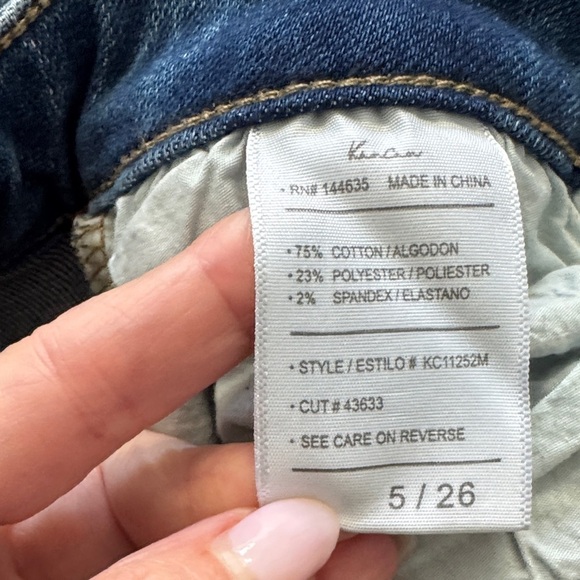 KanCan
• RN# 144635 MADE IN CHINA
• 75% COTTON / ALGODON
• 23% POLYESTER / POLIESTER
• 2% SPANDEX / ELASTANO
• STYLE / ESTILO # KC11252M
• CUT # 43633
• SEE CARE ON REVERSE
5 / 26